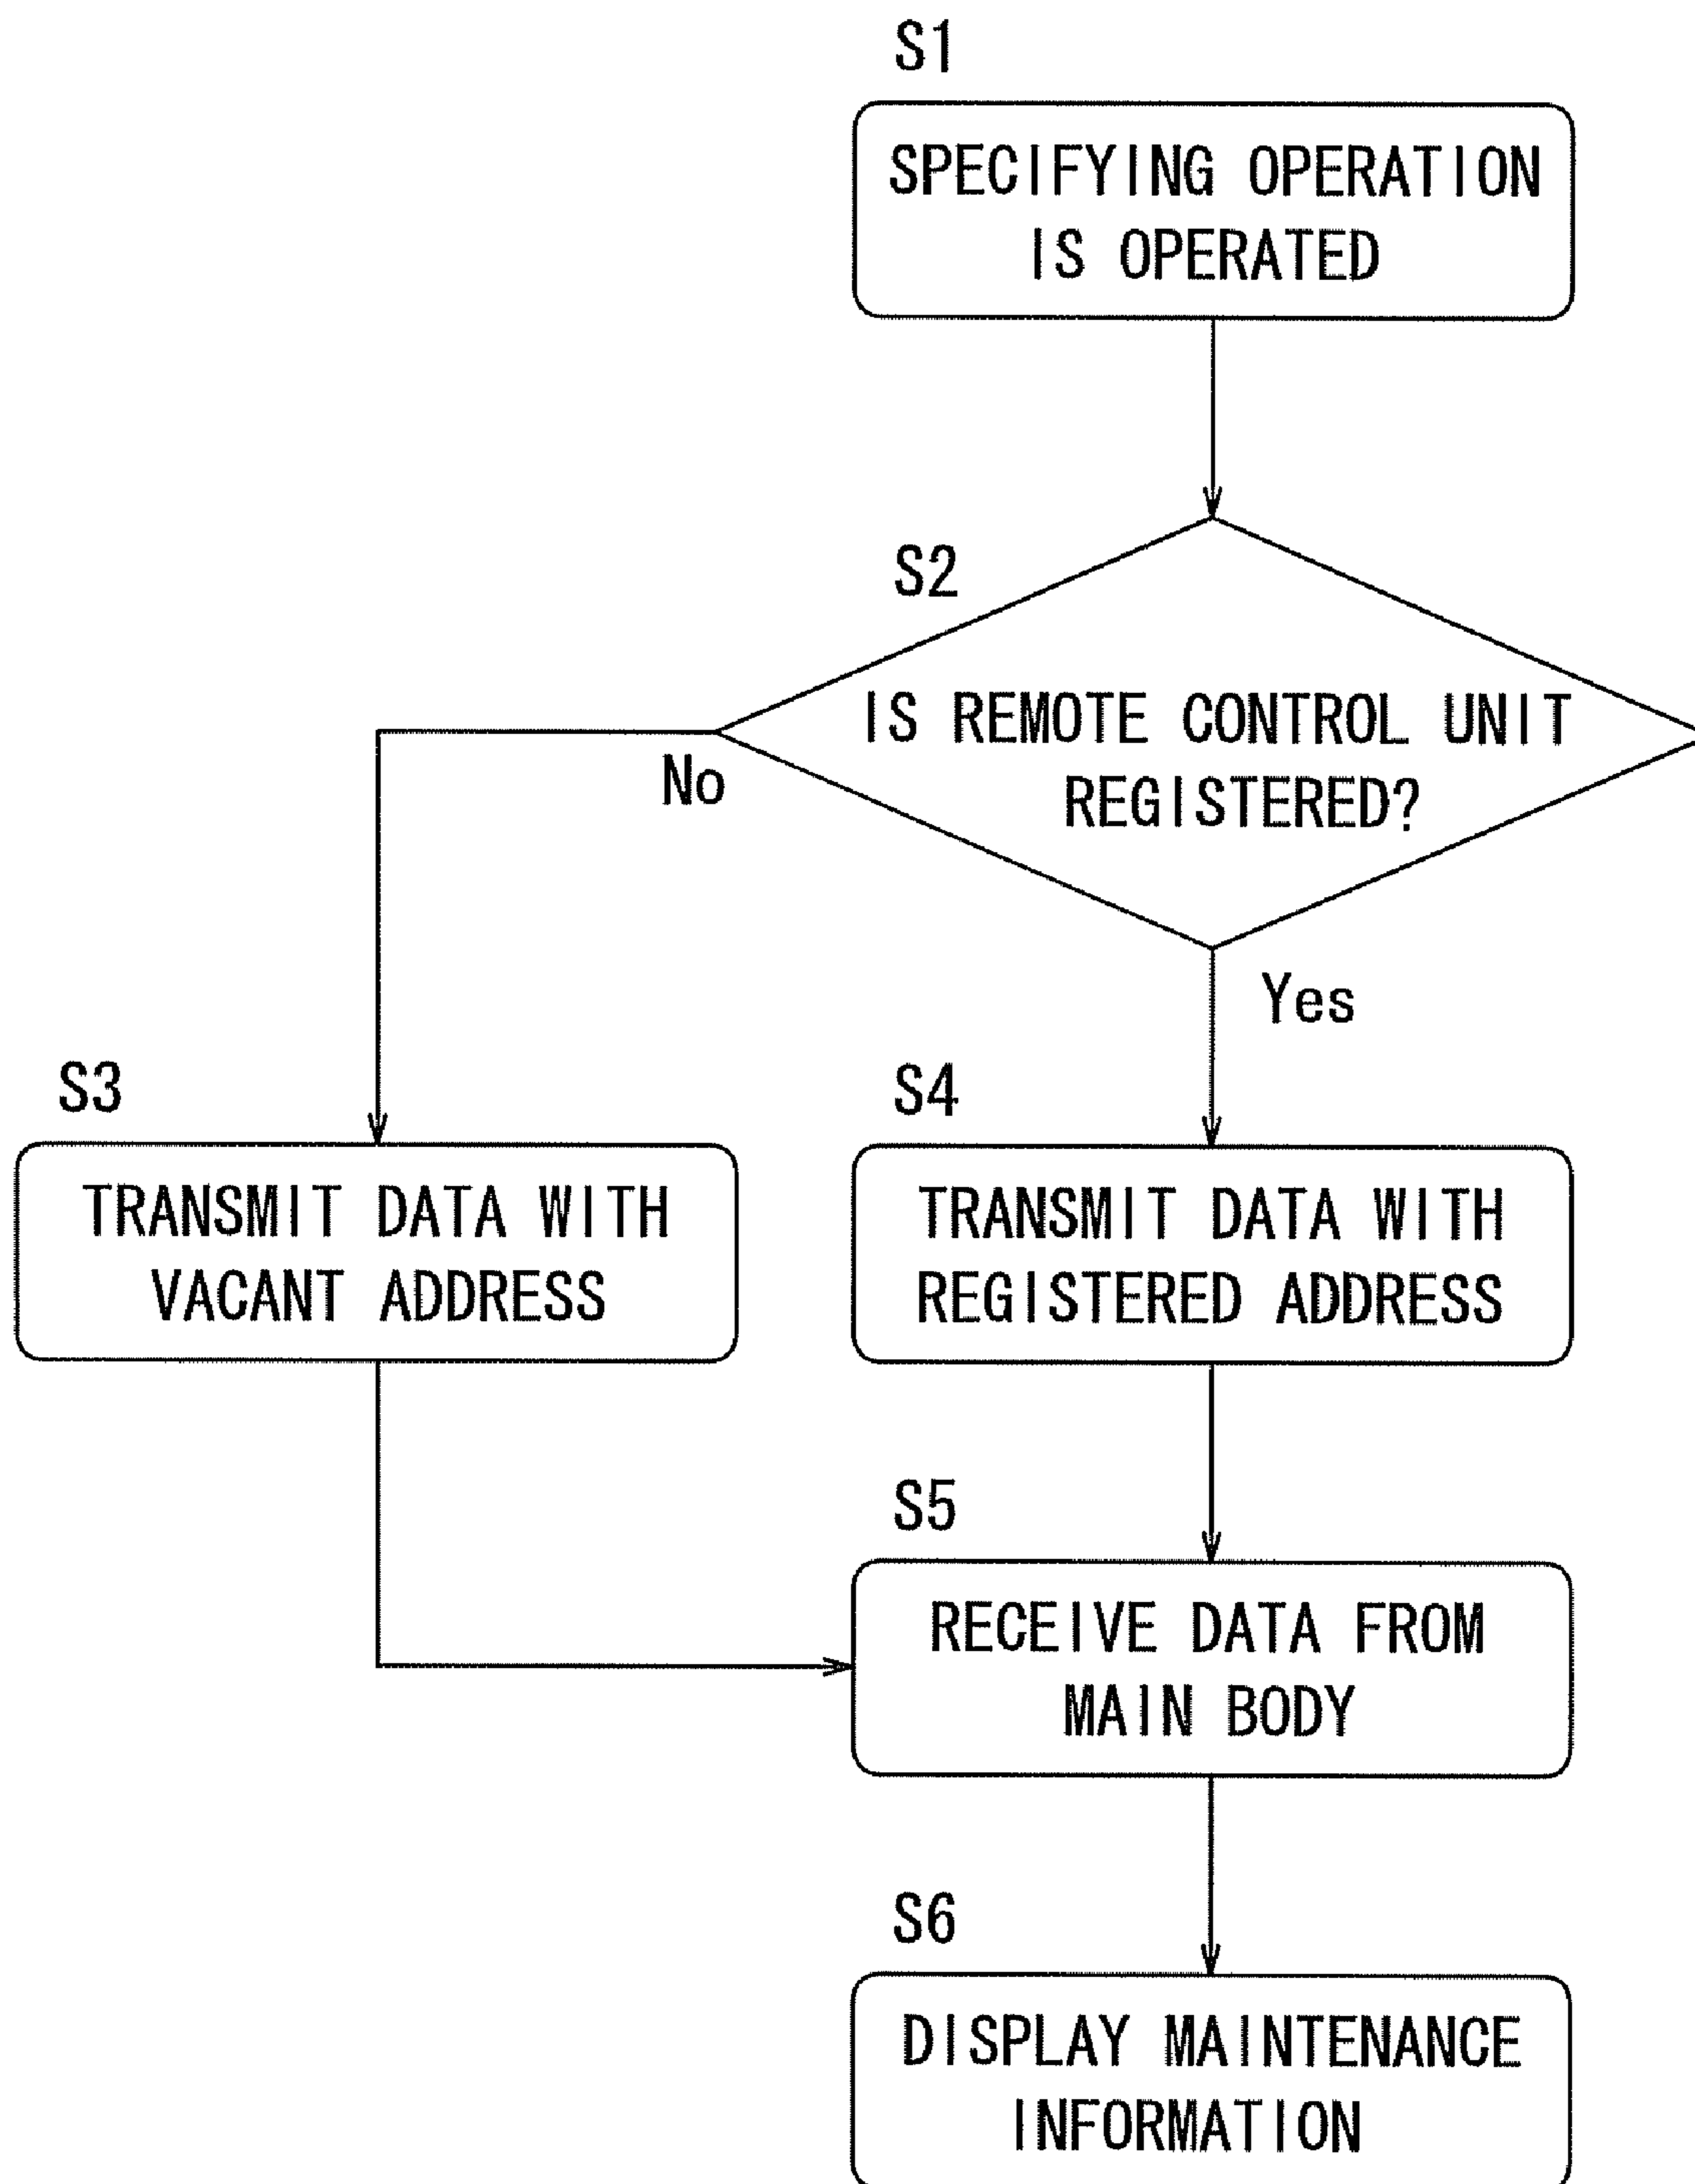 S1
SPECIFYING OPERATION
IS OPERATED
S2
IS REMOTE CONTROL UNIT
REGISTERED?
No
Yes
S3
TRANSMIT DATA WITH
VACANT ADDRESS
S4
TRANSMIT DATA WITH
REGISTERED ADDRESS
S5
RECEIVE DATA FROM
MAIN BODY
S6
DISPLAY MAINTENANCE
INFORMATION